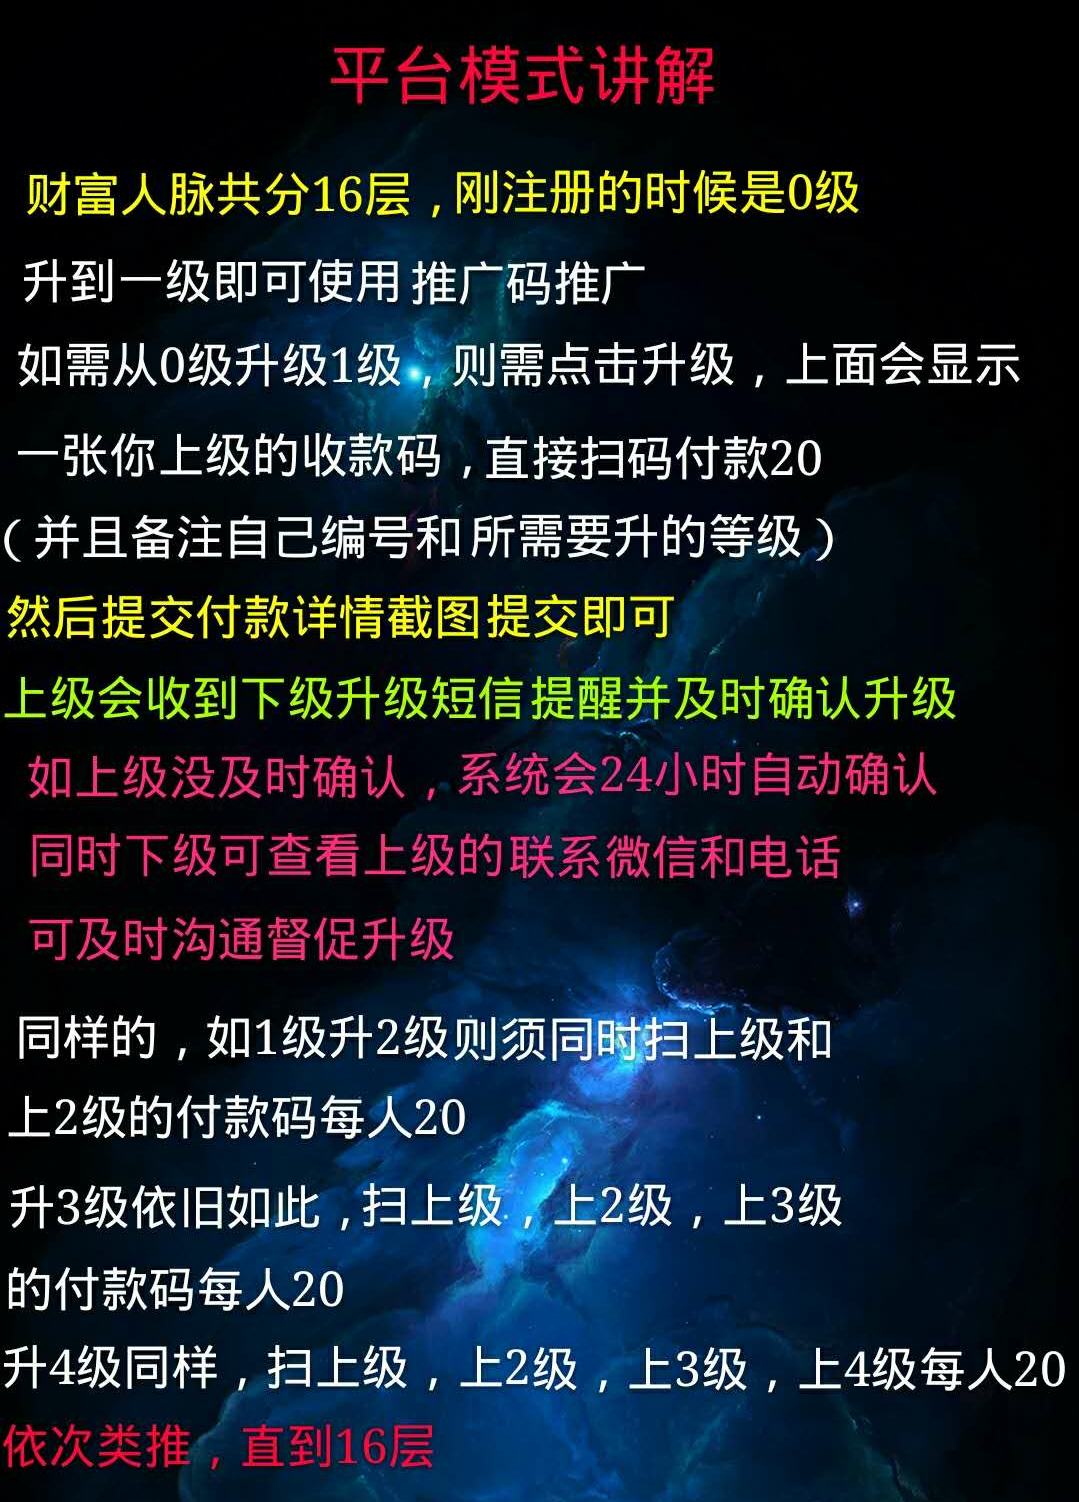 平台模式讲解
财富人脉共分16层,刚注册的时候是0级
升到一级即可使用推广码推广
如需从0级升级1级,则需点击升级,上面会显示
一张你上级的收款码,直接扫码付款20
(并且备注自己编号和所需要升的等级)
然后提交付款详情截图提交即可
上级会收到下级升级短信提醒并及时确认升级
如上级没及时确认,系统会24小时自动确认
同时下级可查看上级的联系微信和电话
可及时沟通督促升级
同样的,如1级升2级则须同时扫上级和
上2级的付款码每人20
升3级依旧如此,扫上级,上2级,上3级
的付款码每人20
升4级同样,扫上级,上2级,上3级,上4级每人20
依次类推,直到16层